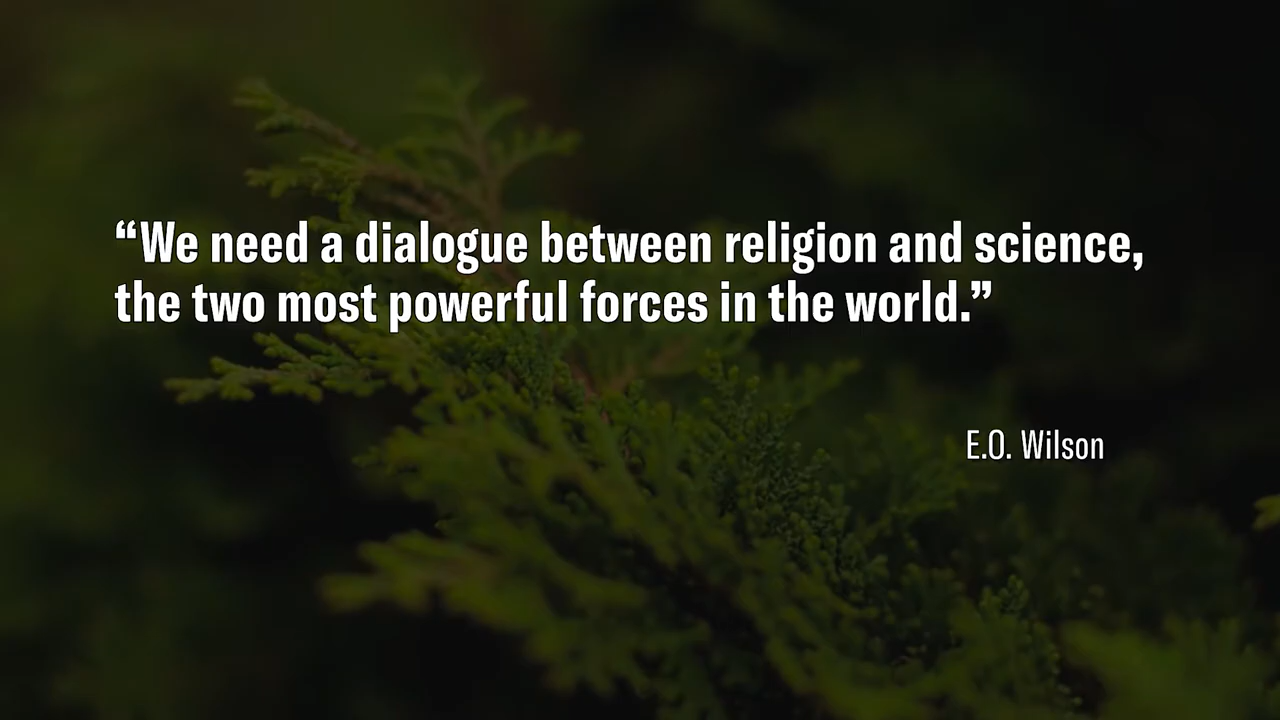 “We need a dialogue between religion and science,
the two most powerful forces in the world.”
E.O. Wilson